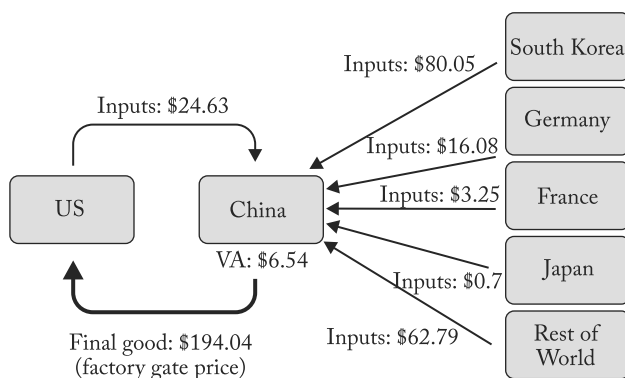 South Korea
Inputs: $80.05
Inputs: $24.63
Germany
Inputs: $16.08
US
China
Inputs: $3.25
France
VA: $6.54
Japan
Inputs: $0.7
Final good: $194.04
(factory gate price)
Inputs: $62.79
Rest of
World